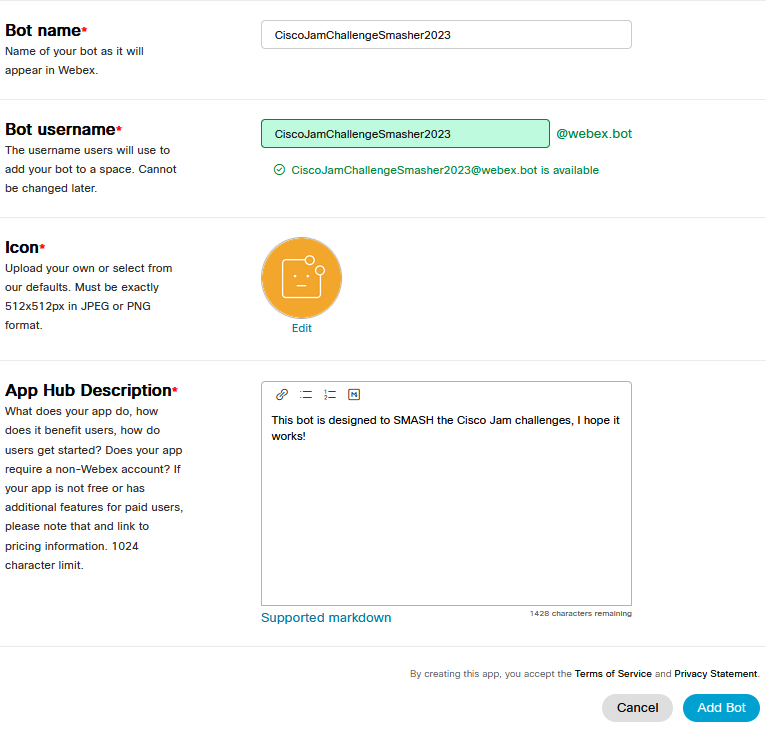 Bot name*
Name of your bot as it will
appear in Webex.
CiscoJamChallengeSmasher2023
Bot username*
The username users will use to
add your bot to a space. Cannot
be changed later.
CiscoJamChallengeSmasher2023
@webex.bot
CiscoJamChallengeSmasher2023@webex.bot is available
Icon*
Upload your own or select from
our defaults. Must be exactly
512x512px in JPEG or PNG
format.
Edit
App Hub Description*
What does your app do, how
does it benefit users, how do
users get started? Does your app
require a non-Webex account? If
your app is not free or has
additional features for paid users,
please note that and link to
pricing information. 1024
character limit.
M
This bot is designed to SMASH the Cisco Jam challenges, I hope it
works!
Supported markdown
1428 characters remaining
By creating this app, you accept the Terms of Service and Privacy Statement.
Cancel
Add Bot